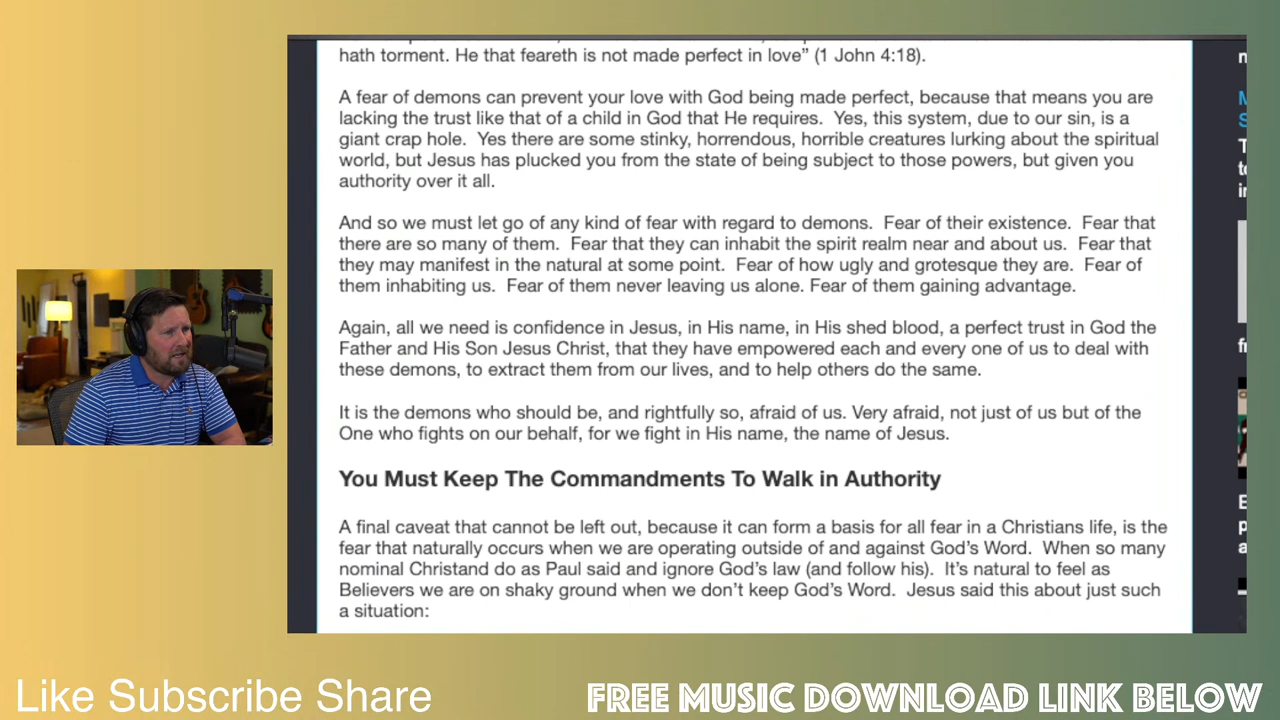 hath torment. He that feareth is not made perfect in love” (1 John 4:18).
A fear of demons can prevent your love with God being made perfect, because that means you are
lacking the trust like that of a child in God that He requires.  Yes, this system, due to our sin, is a
giant crap hole.  Yes there are some stinky, horrendous, horrible creatures lurking about the spiritual
world, but Jesus has plucked you from the state of being subject to those powers, but given you
authority over it all.
And so we must let go of any kind of fear with regard to demons.  Fear of their existence.  Fear that
there are so many of them.  Fear that they can inhabit the spirit realm near and about us.  Fear that
they may manifest in the natural at some point.  Fear of how ugly and grotesque they are.  Fear of
them inhabiting us.  Fear of them never leaving us alone. Fear of them gaining advantage.
Again, all we need is confidence in Jesus, in His name, in His shed blood, a perfect trust in God the
Father and His Son Jesus Christ, that they have empowered each and every one of us to deal with
these demons, to extract them from our lives, and to help others do the same.
It is the demons who should be, and rightfully so, afraid of us. Very afraid, not just of us but of the
One who fights on our behalf, for we fight in His name, the name of Jesus.
You Must Keep The Commandments To Walk in Authority
A final caveat that cannot be left out, because it can form a basis for all fear in a Christians life, is the
fear that naturally occurs when we are operating outside of and against God’s Word.  When so many
nominal Christand do as Paul said and ignore God’s law (and follow his).  It’s natural to feel as
Believers we are on shaky ground when we don’t keep God’s Word.  Jesus said this about just such
a situation:
Like Subscribe Share
FREE MUSIC DOWNLOAD LINK BELOW